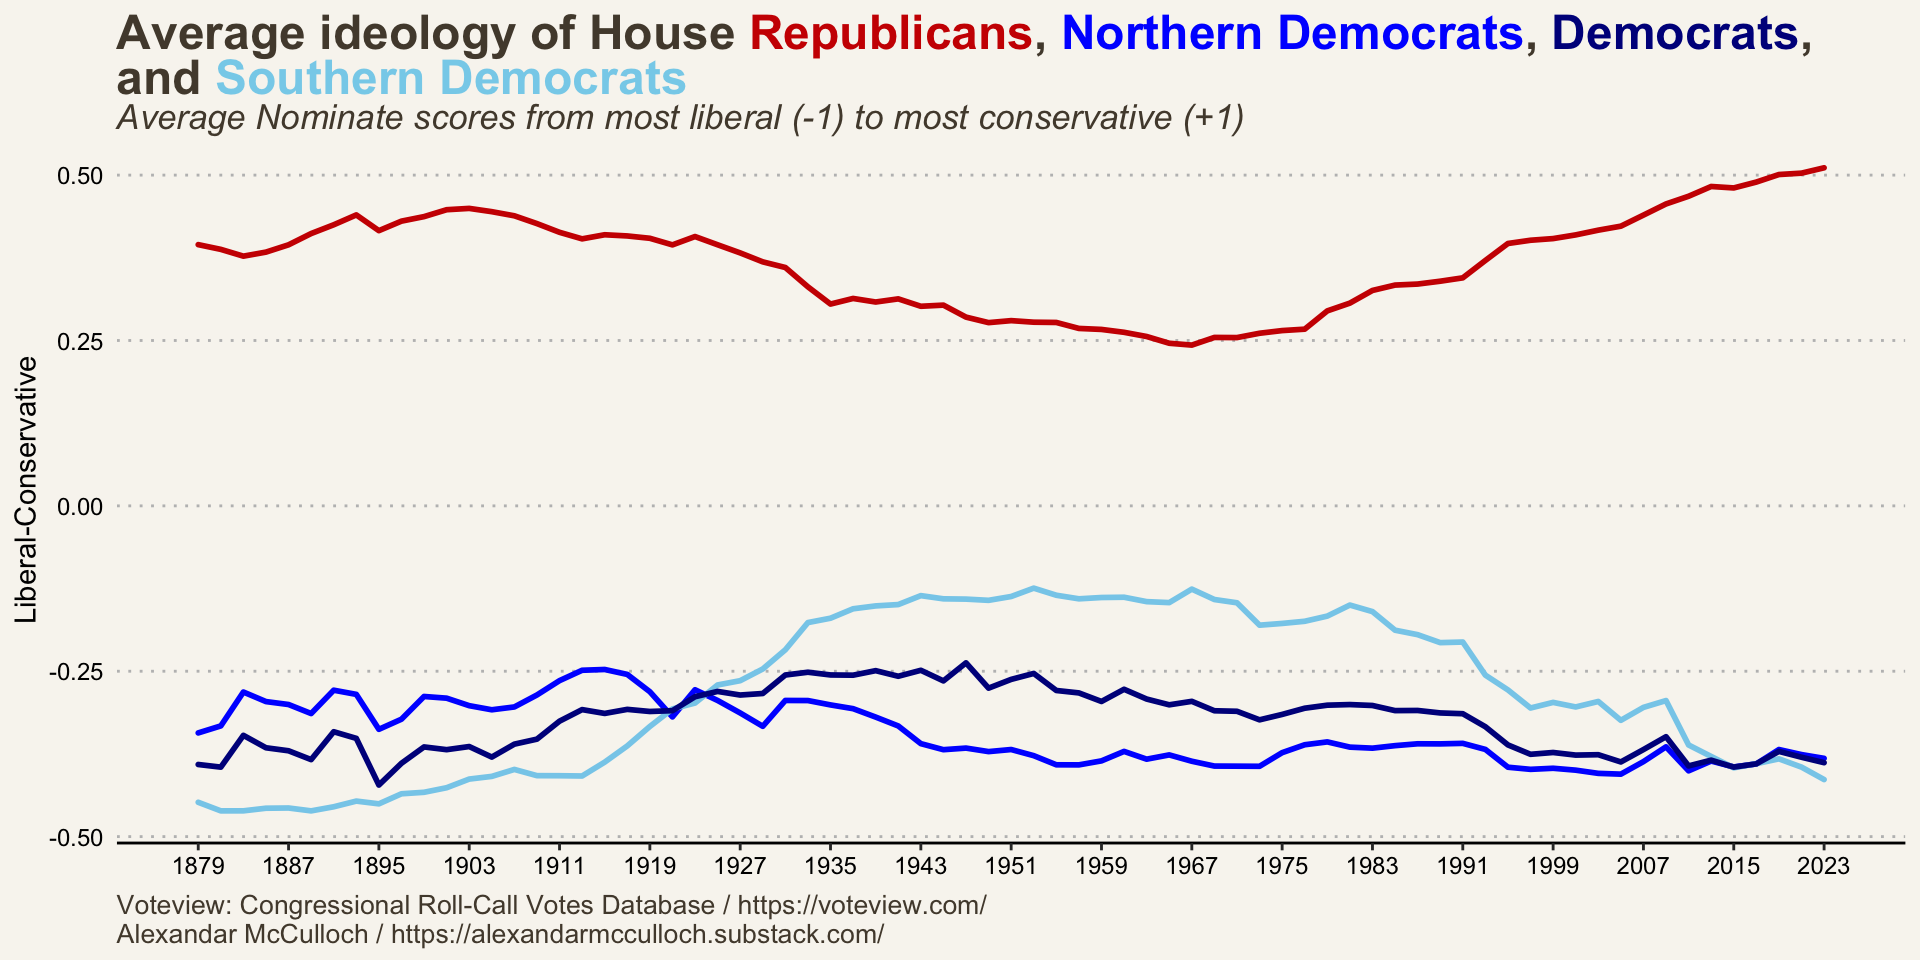 Average ideology of House Republicans, Northern Democrats, Democrats,
and Southern Democrats
Average Nominate scores from most liberal (-1) to most conservative (+1)
Liberal-Conservative
0.50
0.25
0.00
-0.25
-0.50
1879 1887 1895 1903 1911 1919 1927 1935 1943 1951 1959 1967 1975 1983 1991 1999 2007 2015 2023
Voteview: Congressional Roll-Call Votes Database / https://voteview.com/
Alexandar McCulloch / https://alexandarmcculloch.substack.com/